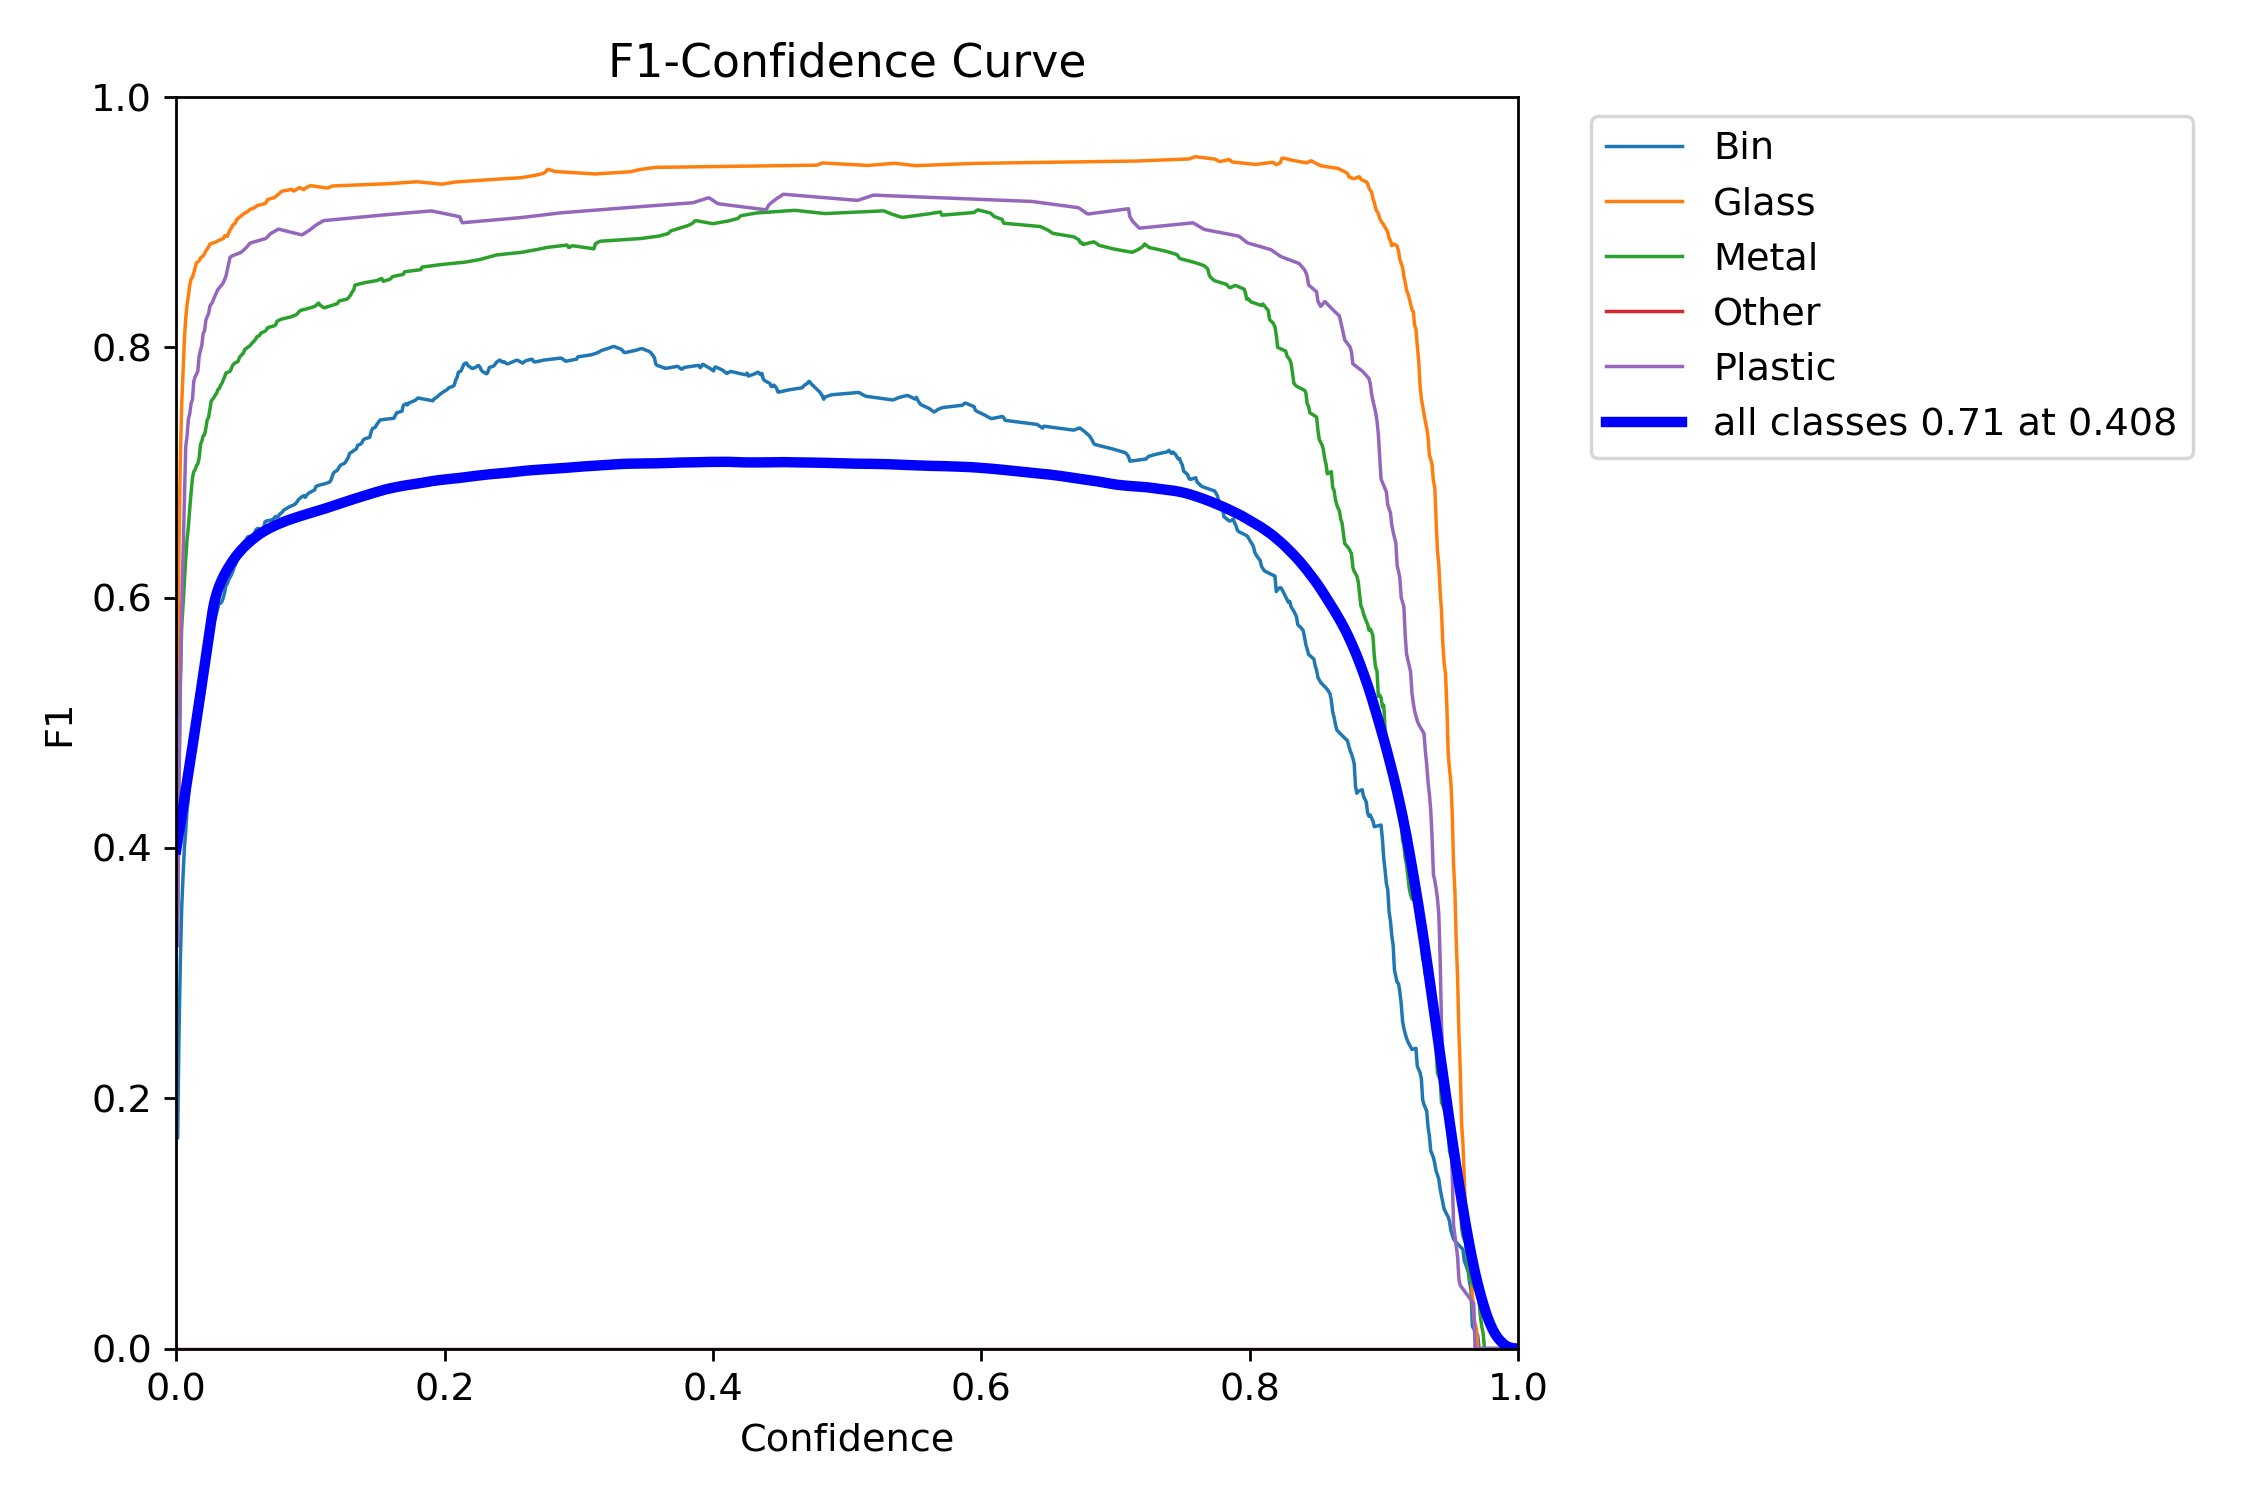 F1-Confidence Curve
1.0
0.8
0.6
0.4
0.2
0.0
F1
0.0 0.2 0.4 0.6 0.8 1.0
Confidence
Bin
Glass
Metal
Other
Plastic
all classes 0.71 at 0.408